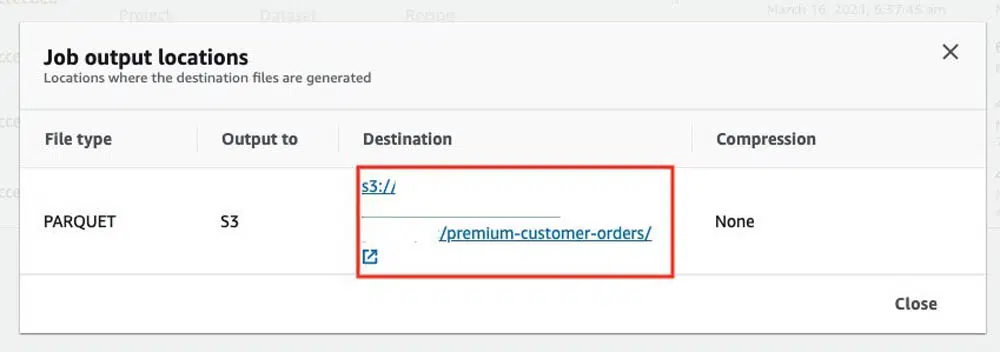 Project Dataset Recipe
March 16, 2021, 6:37:45 am
Job output locations
Locations where the destination files are generated
File type Output to Destination Compression
PARQUET S3 s3:// None
/premium-customer-orders/
Close